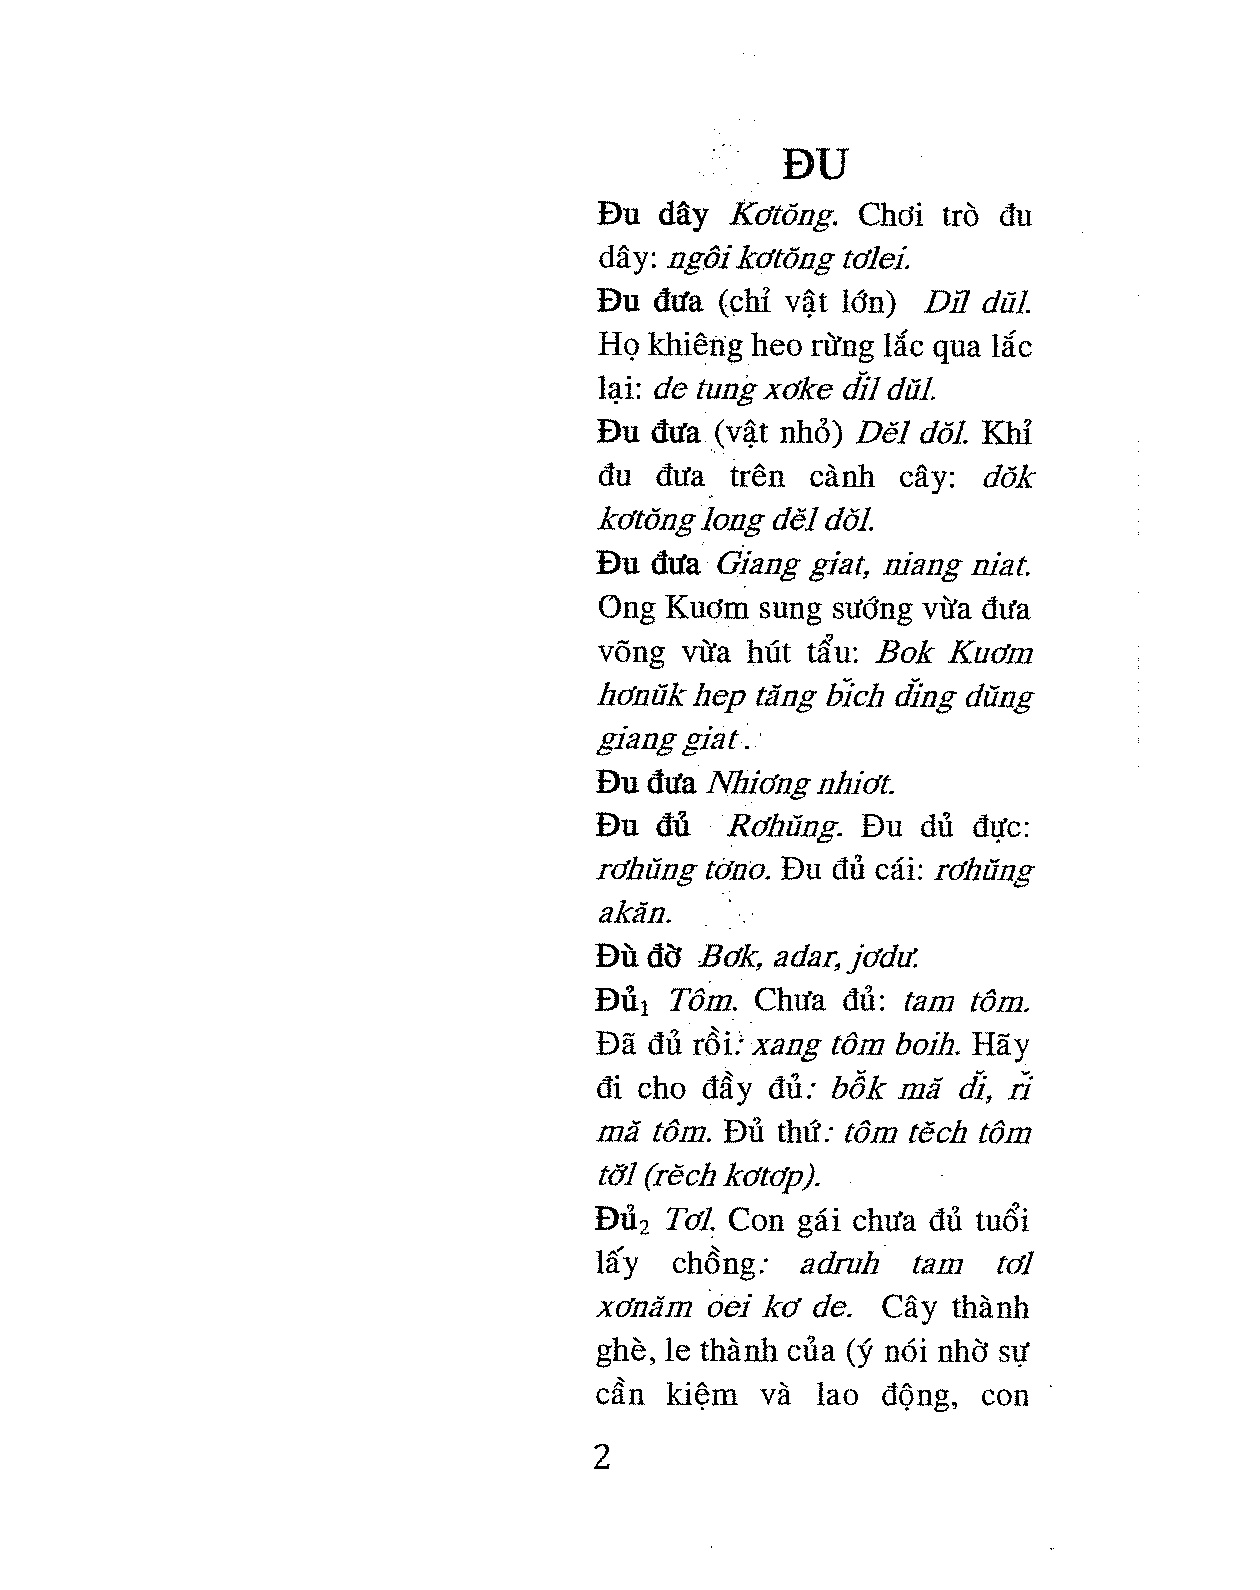 ĐU
Đu dây Kơtŏng. Chơi trò đu
dây: ngôi kơtŏng tơlei.
Đu đưa (chỉ vật lớn) Dĭl dŭl.
Họ khiêng heo rừng lắc qua lắc
lại: de tung xơke dĭl dŭl.
Đu đưa (vật nhỏ) Dĕl dŏl. Khỉ
đu đưa trên cành cây: dŏk
kơtŏng long dĕl dŏl.
Đu đưa Giang giat, niang niat.
Ông Kuơm sung sướng vừa đưa
võng vừa hút tẩu: Bok Kuơm
hơnŭk hep tăng bĭch dĭng dŭng
giang giat.
Đu đưa Nhiơng nhiơt.
Đu đủ Rơhŭng. Đu dủ đực:
rơhŭng tơno. Đu đủ cái: rơhŭng
akăn.
Đù đờ Bơk, adar, jơdư.
Đủ₁ Tôm. Chưa đủ: tam tôm.
Đã đủ rồi: xang tôm boih. Hãy
đi cho đầy đủ: bô̆k mă dĭ, rĭ
mă tôm. Đủ thứ: tôm tĕch tôm
tơ̆l (rĕch kơtơp).
Đủ₂ Tơl. Con gái chưa đủ tuổi
lấy chồng: adruh tam tơl
xơnăm oei kơ de. Cây thành
ghè, le thành của (ý nói nhờ sự
cần kiệm và lao động, con
2